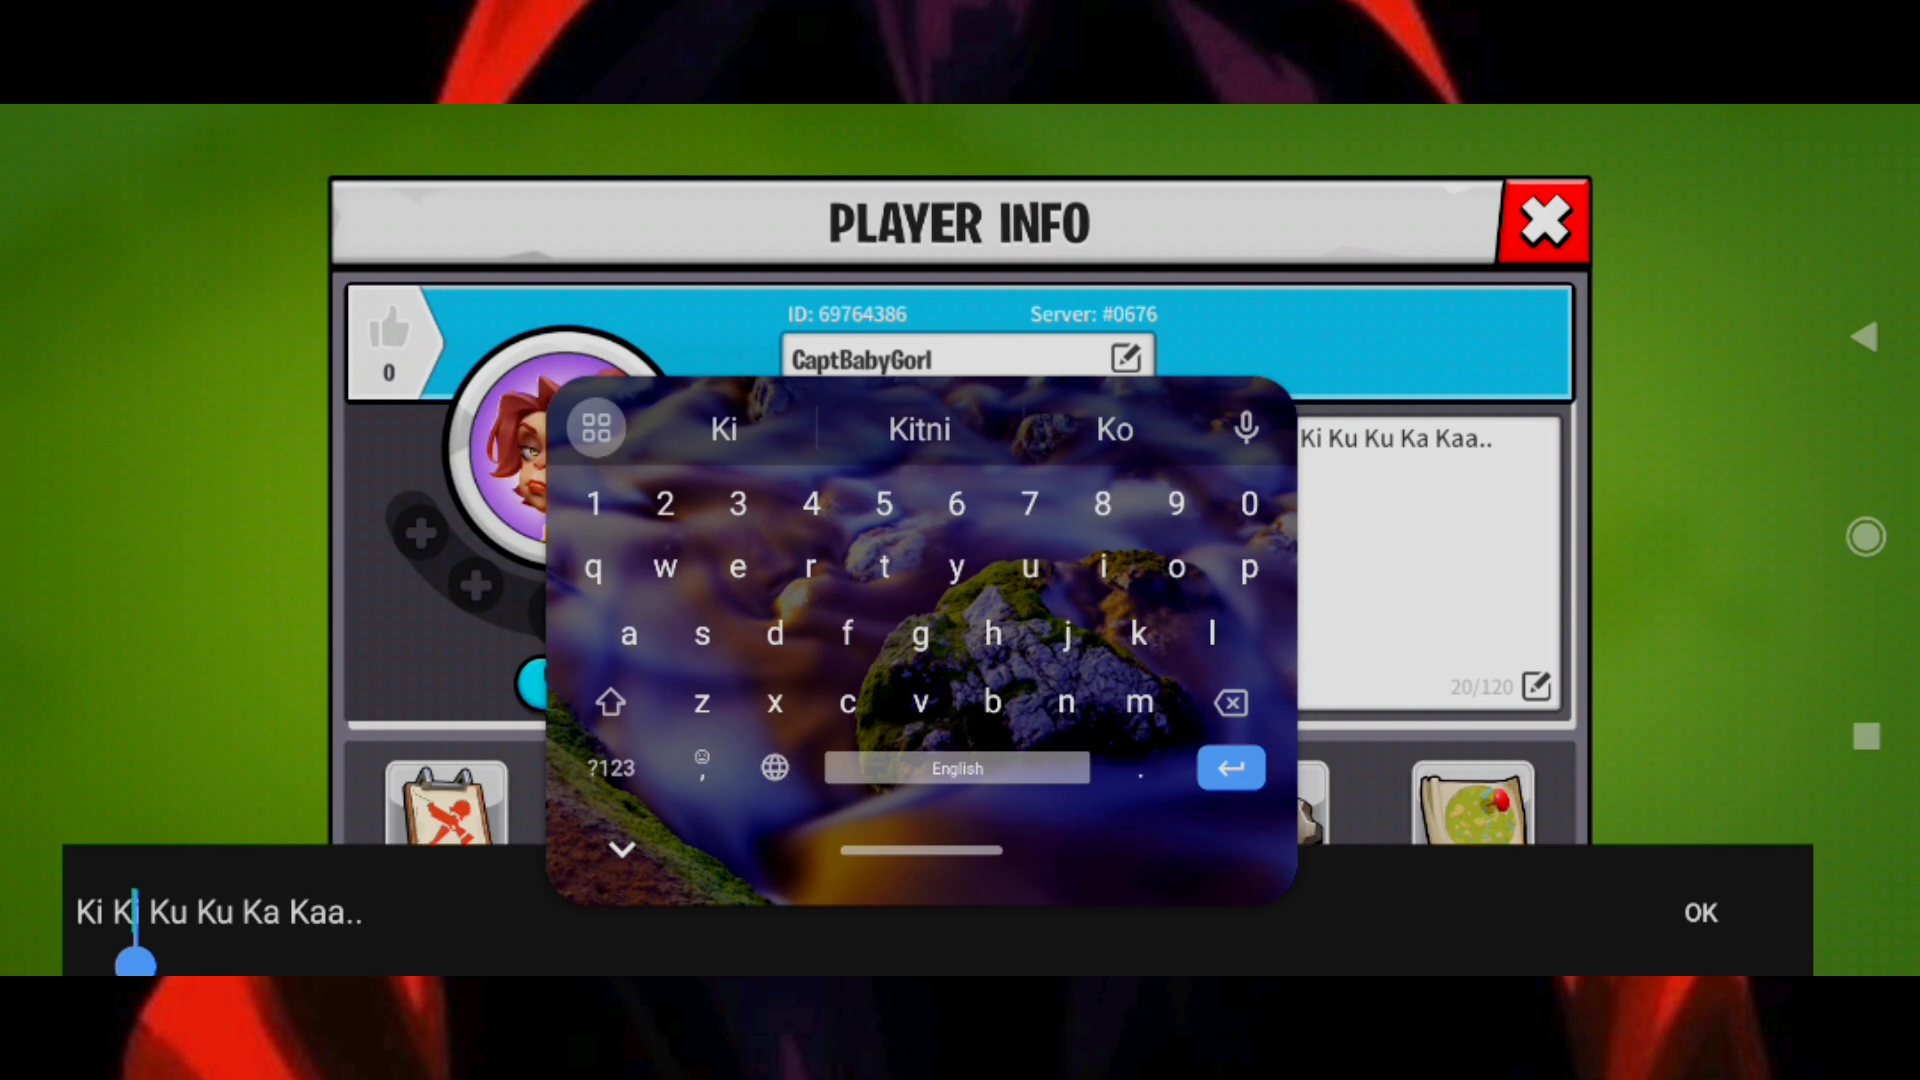 PLAYER INFO
ID: 69764386 Server: #0676
0
CaptBabyGorl
Ki Ku Ku Ka Kaa..
Ki Kitni Ko
1 2 3 4 5 6 7 8 9 0
q w e r t y u i o p
a s d f g h j k l
z x c v b n m
20/120
?123 , English .
Ki Ki Ku Ku Ka Kaa..
OK